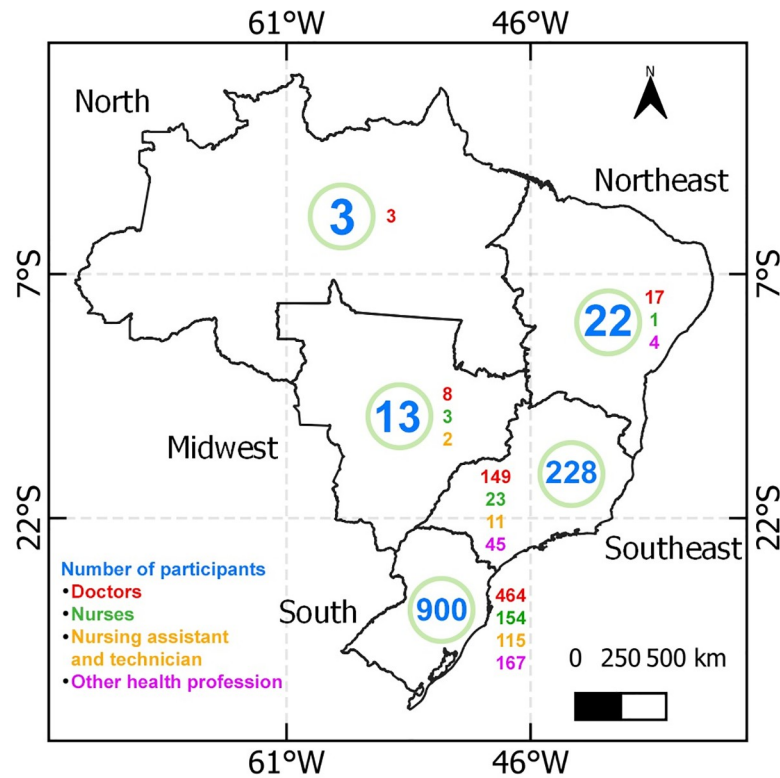 61°W 46°W
North
N
Northeast
3 3
7°S 7°S
17
22 1
4
8
13 3
2
Midwest
149
23
11
45
228
22°S 22°S
Southeast
Number of participants
•Doctors
•Nurses
•Nursing assistant
and technician
•Other health profession
South
900
464
154
115
167
0 250 500 km
61°W 46°W